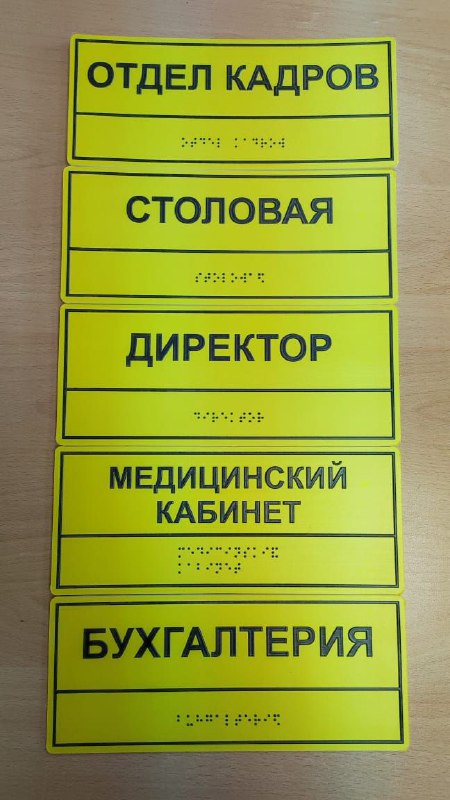 ОТДЕЛ КАДРОВ
СТОЛОВАЯ
ДИРЕКТОР
МЕДИЦИНСКИЙ
КАБИНЕТ
БУХГАЛТЕРИЯ